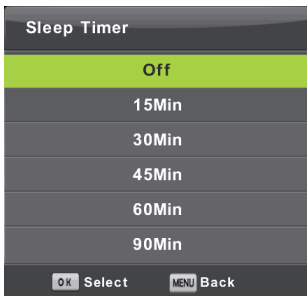 Sleep Timer
Off
15Min
30Min
45Min
60Min
90Min
OK Select MENU Back